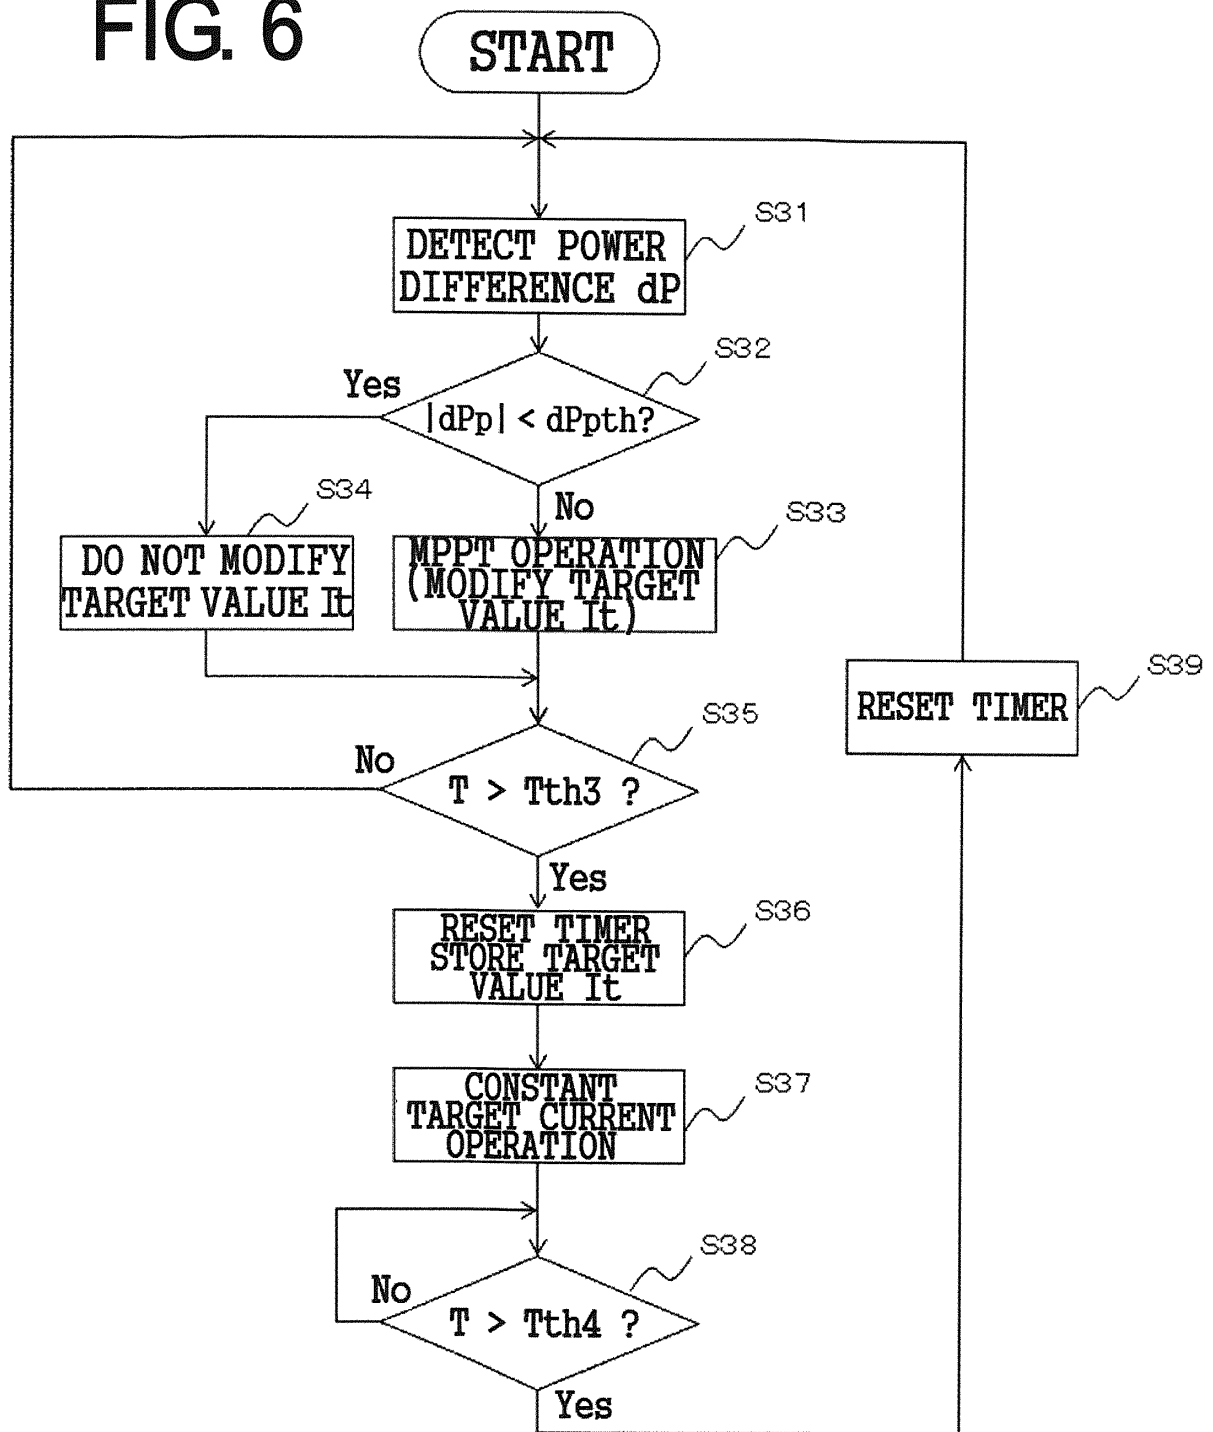 FIG. 6
START
S31
DETECT POWER
DIFFERENCE dP
S32
Yes
|dPp| < dPpth?
No
S34
DO NOT MODIFY
TARGET VALUE It
S33
MPPT OPERATION
(MODIFY TARGET
VALUE It)
S39
RESET TIMER
S35
No
T > Tth3 ?
Yes
S36
RESET TIMER
STORE TARGET
VALUE It
S37
CONSTANT
TARGET CURRENT
OPERATION
S38
No
T > Tth4 ?
Yes